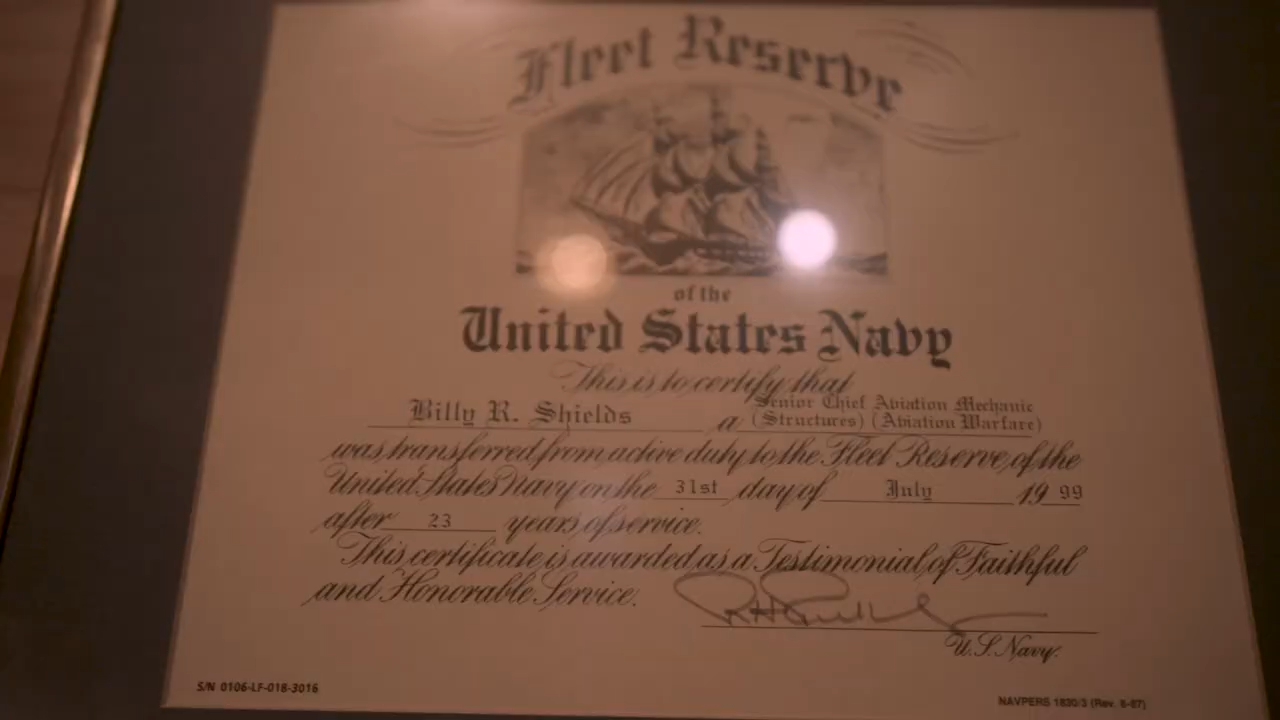 Fleet Reserve
of the
United States Navy
This is to certify that
Billy R. Shields a Senior Chief Aviation Mechanic
(Structures) (Aviation Warfare)
was transferred from active duty to the Fleet Reserve of the
United States Navy on the 31st day of July 1999
after 23 years of service.
This certificate is awarded as a Testimonial of Faithful
and Honorable Service.
U.S. Navy.
S/N 0106-LF-018-3016
NAVPERS 1830/3 (Rev. 6-87)